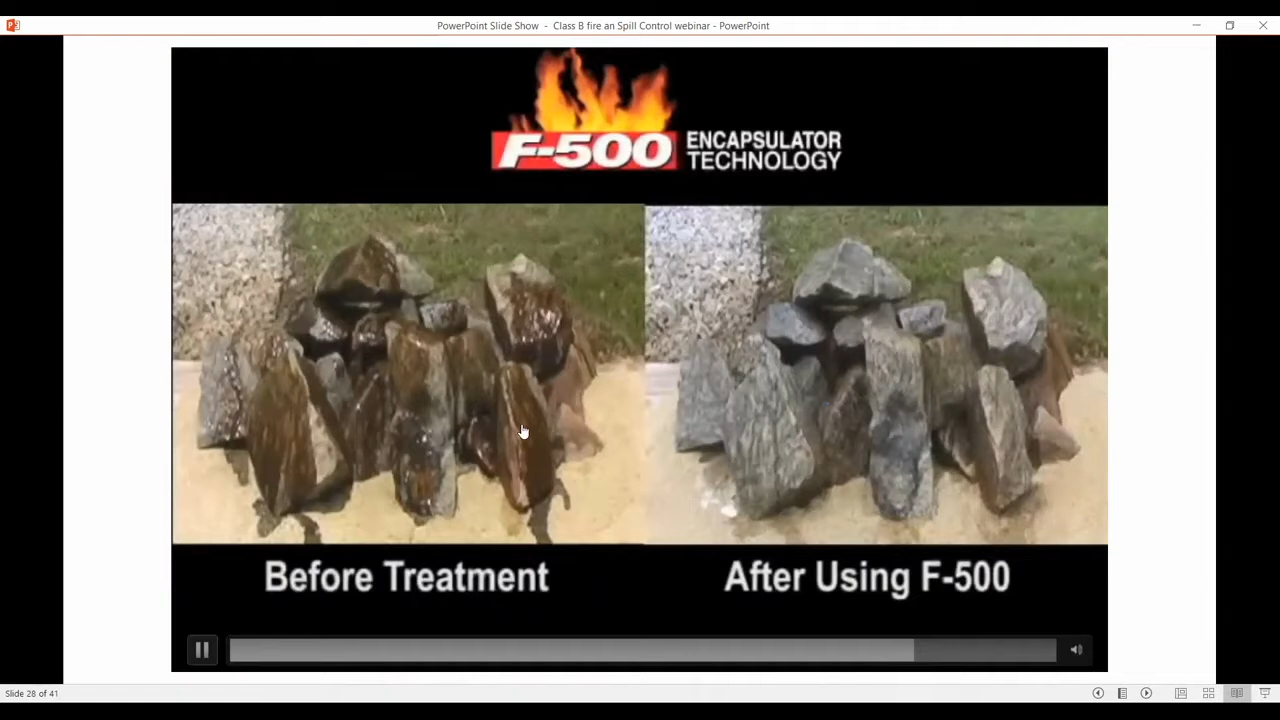 PowerPoint Slide Show - Class B fire an Spill Control webinar - PowerPoint
F-500
ENCAPSULATOR
TECHNOLOGY
Before Treatment
After Using F-500
Slide 28 of 41